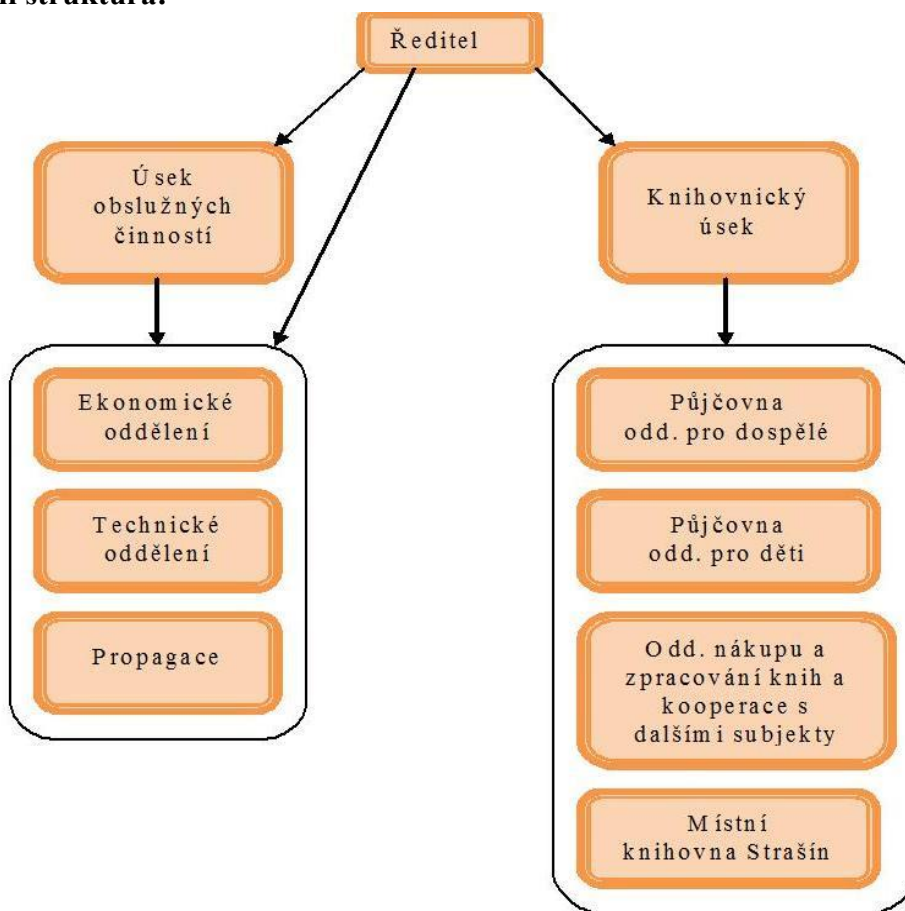 struktura:
Ředitel
Úsek
obslužných
činností
Knihovnický
úsek
Ekonomické
oddělení
Technické
oddělení
Propagace
Půjčovna
odd. pro dospělé
Půjčovna
odd. pro děti
Odd. nákupu a
zpracování knih a
kooperace s
dalšími subjekty
Místní
knihovna Strašín